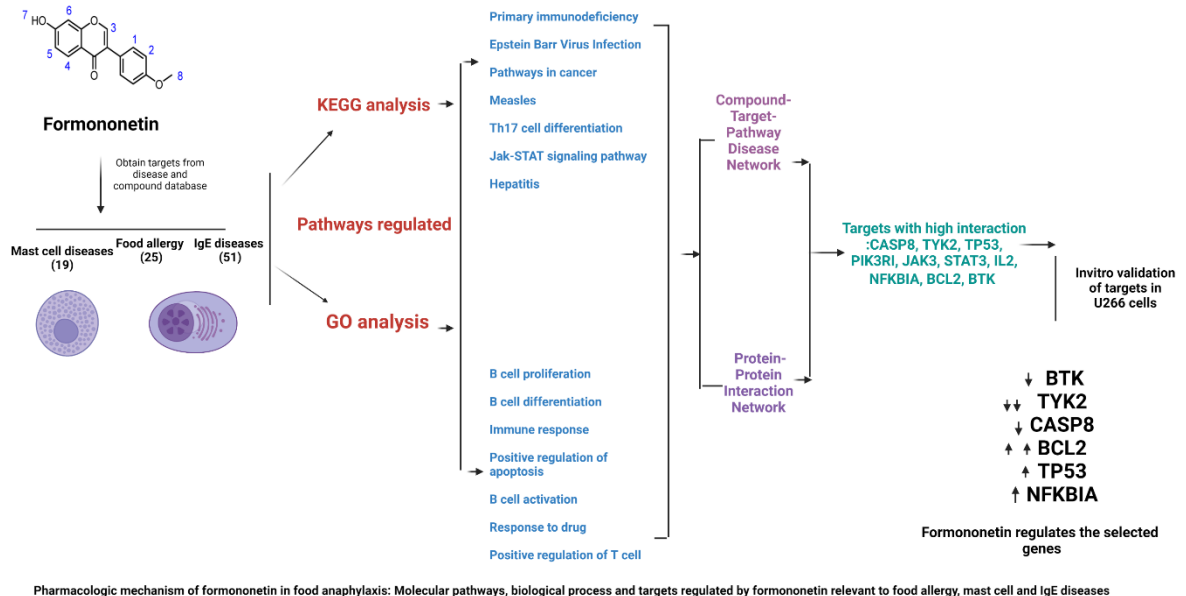 7
6
HO
O
3
1
2
5
4
O
O
8
Formononetin
Obtain targets from
disease and
compound database
Mast cell diseases
(19)
Food allergy
(25)
IgE diseases
(51)
KEGG analysis
Pathways regulated
GO analysis
Primary immunodeficiency
Epstein Barr Virus Infection
Pathways in cancer
Measles
Th17 cell differentiation
Jak-STAT signaling pathway
Hepatitis
B cell proliferation
B cell differentiation
Immune response
Positive regulation of
apoptosis
B cell activation
Response to drug
Positive regulation of T cell
Compound-
Target-
Pathway
Disease
Network
Protein-
Protein
Interaction
Network
Targets with high interaction
:CASP8, TYK2, TP53,
PIK3RI, JAK3, STAT3, IL2,
NFKBIA, BCL2, BTK
Invitro validation
of targets in
U266 cells
↓ BTK
↓↓ TYK2
↓ CASP8
↑ ↑ BCL2
↑ TP53
↑ NFKBIA
Formononetin regulates the selected
genes
Pharmacologic mechanism of formononetin in food anaphylaxis: Molecular pathways, biological process and targets regulated by formononetin relevant to food allergy, mast cell and IgE diseases